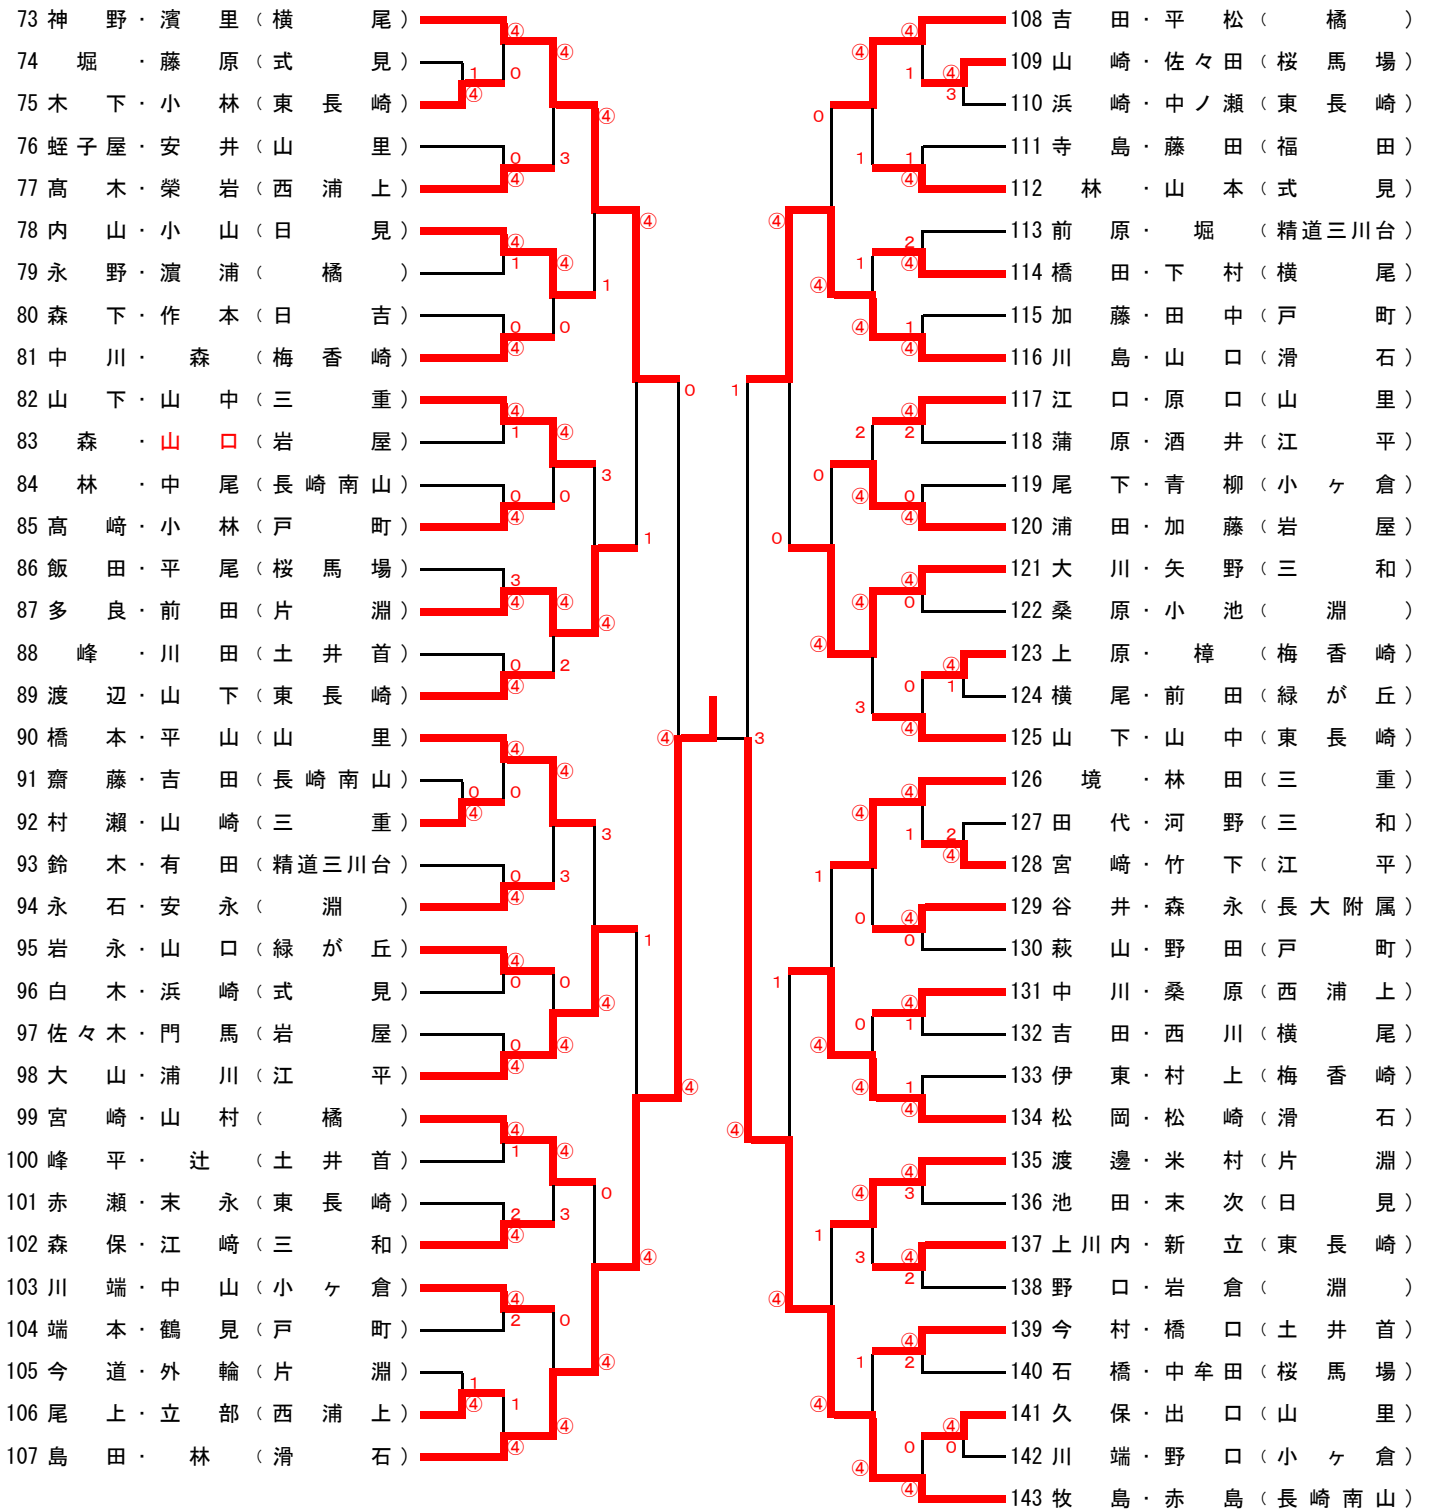 73 神野・濱里（横尾）
74 堀・藤原（式見）
75 木下・小林（東長崎）
76 蛭子屋・安井（山里）
77 髙木・榮岩（西浦上）
78 内山・小山（日見）
79 永野・濵浦（橘）
80 森下・作本（日吉）
81 中川・森（梅香崎）
82 山下・山中（三重）
83 森・山口（岩屋）
84 林・中尾（長崎南山）
85 髙﨑・小林（戸町）
86 飯田・平尾（桜馬場）
87 多良・前田（片淵）
88 峰・川田（土井首）
89 渡辺・山下（東長崎）
90 橋本・平山（山里）
91 齋藤・吉田（長崎南山）
92 村瀬・山崎（三重）
93 鈴木・有田（精道三川台）
94 永石・安永（淵）
95 岩永・山口（緑が丘）
96 白木・浜崎（式見）
97 佐々木・門馬（岩屋）
98 大山・浦川（江平）
99 宮崎・山村（橘）
100 峰平・辻（土井首）
101 赤瀬・末永（東長崎）
102 森保・江﨑（三和）
103 川端・中山（小ヶ倉）
104 端本・鶴見（戸町）
105 今道・外輪（片淵）
106 尾上・立部（西浦上）
107 島田・林（滑石）
108 吉田・平松（橘）
109 山崎・佐々田（桜馬場）
110 浜崎・中ノ瀬（東長崎）
111 寺島・藤田（福田）
112 林・山本（式見）
113 前原・堀（精道三川台）
114 橋田・下村（横尾）
115 加藤・田中（戸町）
116 川島・山口（滑石）
117 江口・原口（山里）
118 蒲原・酒井（江平）
119 尾下・青柳（小ヶ倉）
120 浦田・加藤（岩屋）
121 大川・矢野（三和）
122 桑原・小池（淵）
123 上原・樟（梅香崎）
124 横尾・前田（緑が丘）
125 山下・山中（東長崎）
126 境・林田（三重）
127 田代・河野（三和）
128 宮﨑・竹下（江平）
129 谷井・森永（長大附属）
130 萩山・野田（戸町）
131 中川・桑原（西浦上）
132 吉田・西川（横尾）
133 伊東・村上（梅香崎）
134 松岡・松崎（滑石）
135 渡邊・米村（片淵）
136 池田・末次（日見）
137 上川内・新立（東長崎）
138 野口・岩倉（淵）
139 今村・橋口（土井首）
140 石橋・中牟田（桜馬場）
141 久保・出口（山里）
142 川端・野口（小ヶ倉）
143 牧島・赤島（長崎南山）